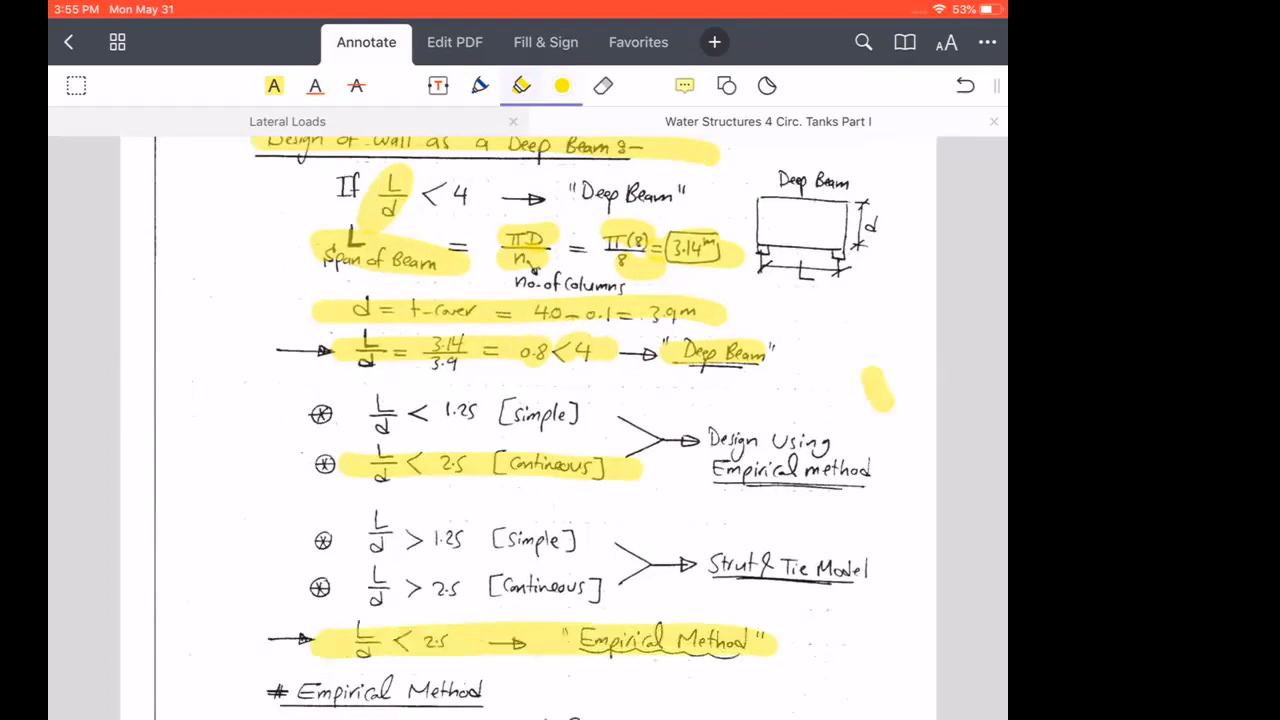 3:55 PM Mon May 31
53%
Annotate Edit PDF Fill & Sign Favorites
A A A T AA
Lateral Loads Water Structures 4 Circ. Tanks Part I
Design of Wall as a Deep Beam :-
If L/d < 4 → "Deep Beam"
Deep Beam
d
L
L Span of Beam = πD/n = π(8)/8 = 3.14 m
no. of columns
d = t - cover = 4.0 - 0.1 = 3.9 m
→ L/d = 3.14/3.9 = 0.8 < 4 → "Deep Beam"
⊛ L/d < 1.25 [simple]
Design Using
⊛ L/d < 2.5 [Contineous]
Empirical method
⊛ L/d > 1.25 [simple]
Strut & Tie Model
⊛ L/d > 2.5 [Contineous]
→ L/d < 2.5 → "Empirical Method"
# Empirical Method